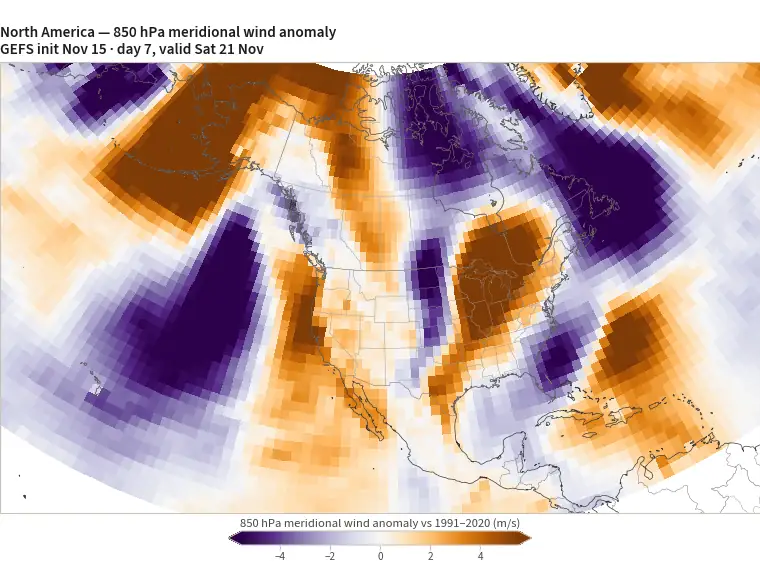 North America — 850 hPa meridional wind anomaly
GEFS init Nov 15 · day 7, valid Sat 21 Nov
850 hPa meridional wind anomaly vs 1991–2020 (m/s)
−4 −2 0 2 4